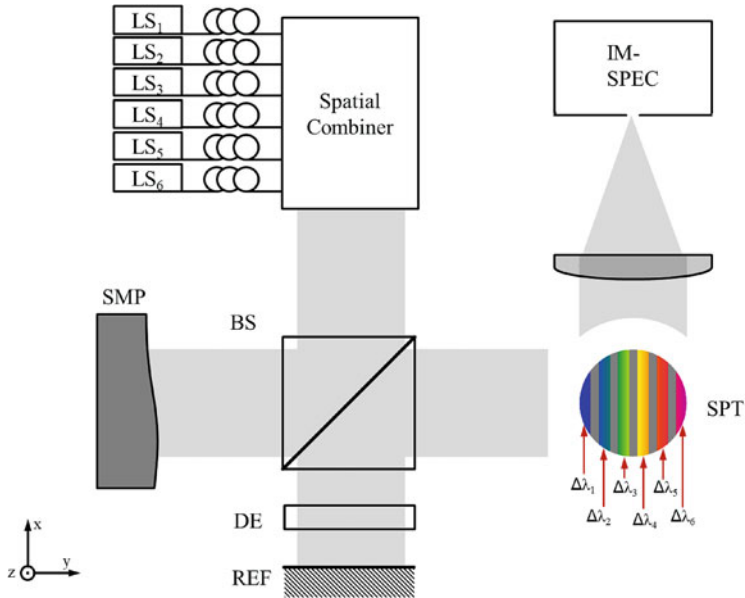 LS₁
LS₂
LS₃
LS₄
LS₅
LS₆
Spatial
Combiner
IM-
SPEC
SMP
BS
SPT
Δλ₁
Δλ₂
Δλ₃
Δλ₄
Δλ₅
Δλ₆
DE
REF
x
z
y